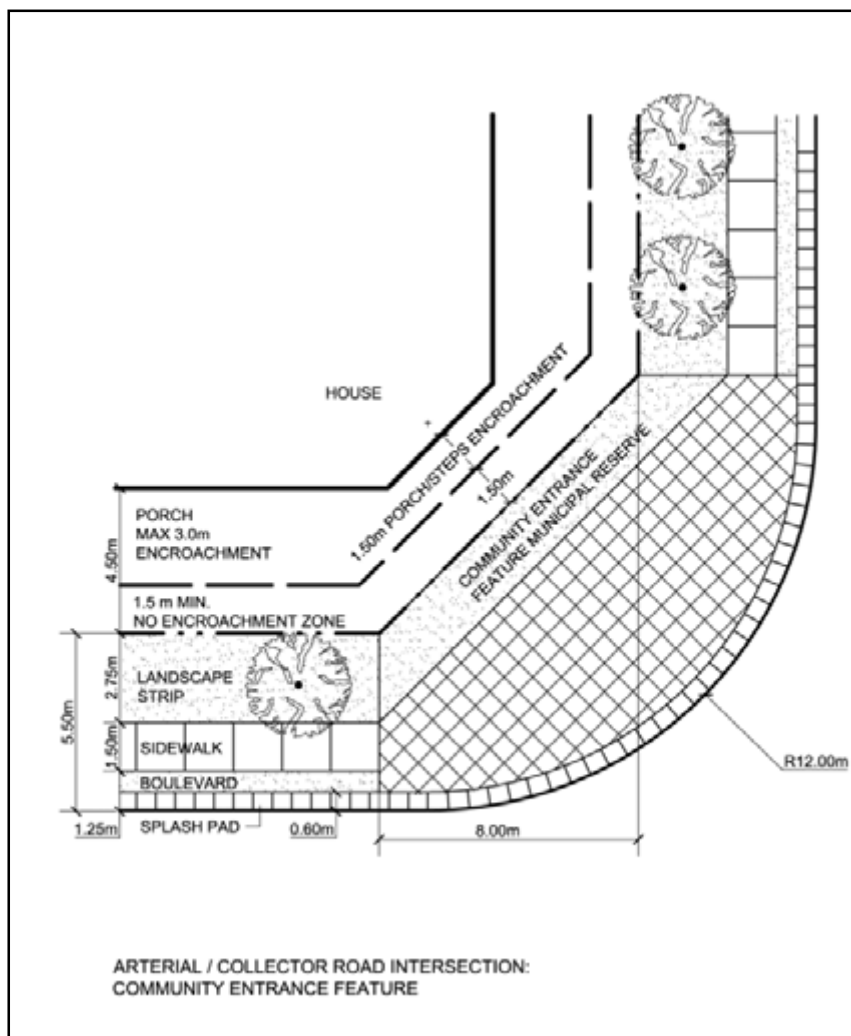 HOUSE
1.50m PORCH/STEPS ENCROACHMENT
1.50m
COMMUNITY ENTRANCE
FEATURE MUNICIPAL RESERVE
PORCH
MAX 3.0m
ENCROACHMENT
4.50m
1.5 m MIN.
NO ENCROACHMENT ZONE
LANDSCAPE
STRIP
2.75m
5.50m
SIDEWALK
1.50m
BOULEVARD
R12.00m
1.25m
SPLASH PAD
0.60m
8.00m
ARTERIAL / COLLECTOR ROAD INTERSECTION:
COMMUNITY ENTRANCE FEATURE